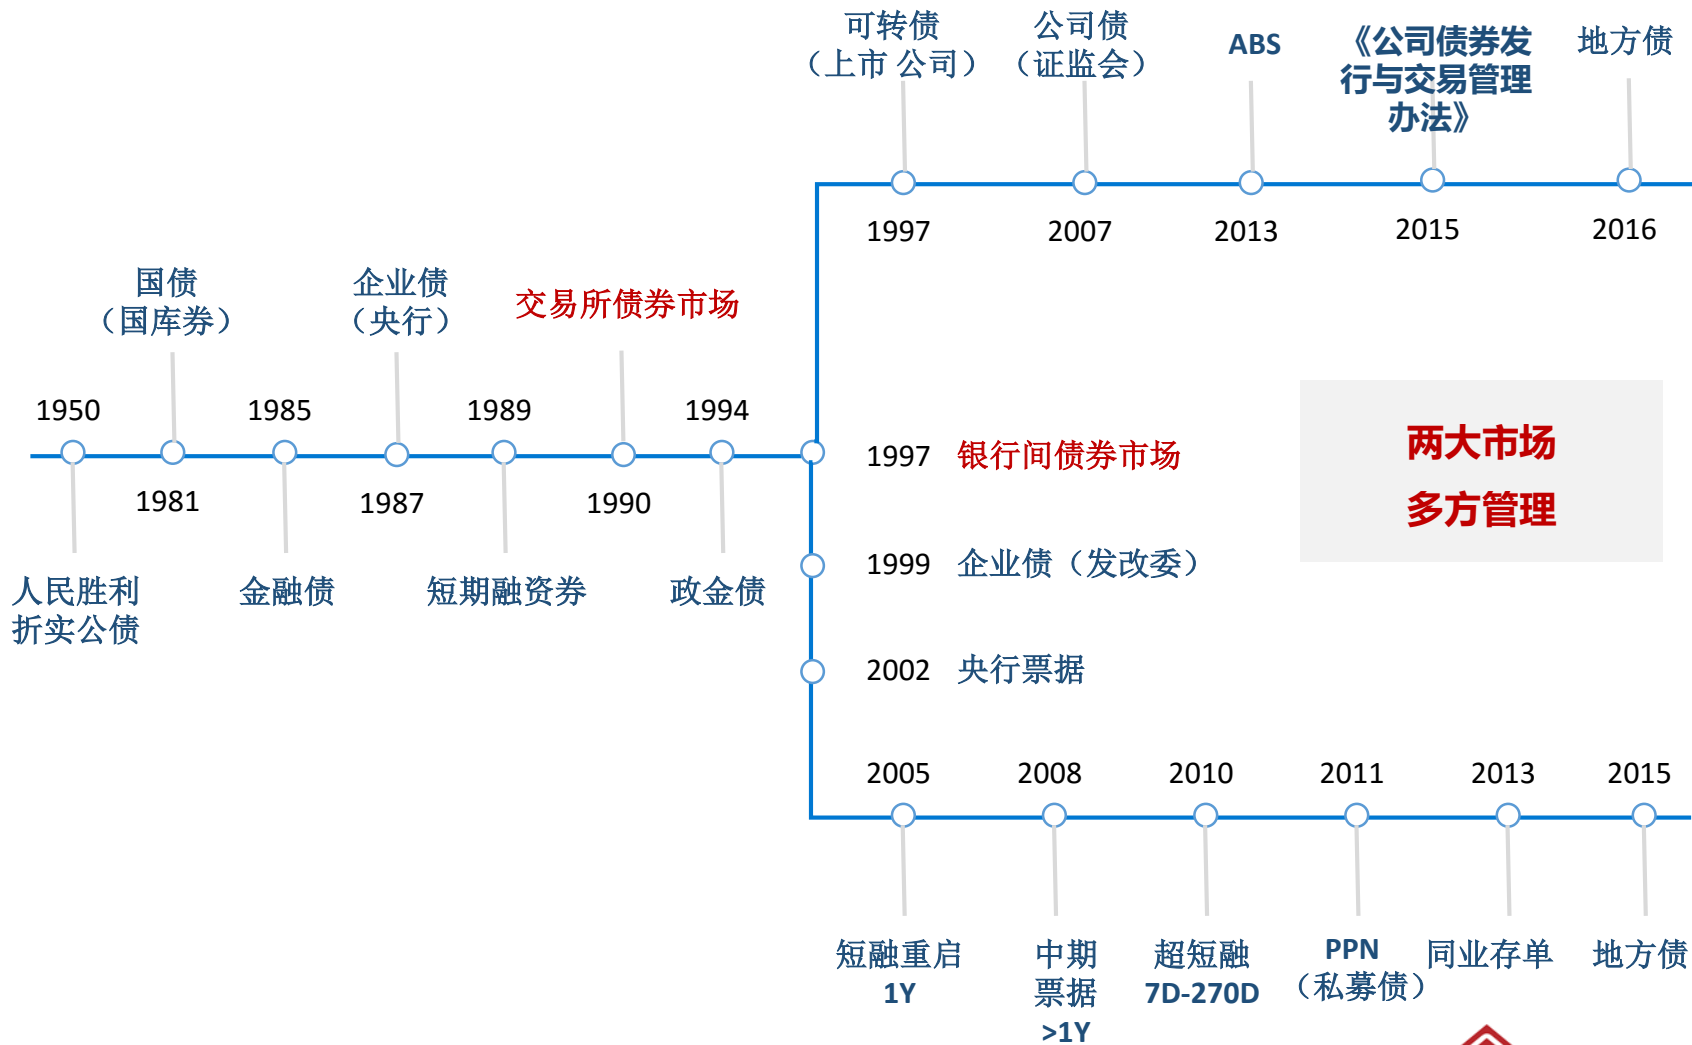 可转债
（上市 公司）
公司债
（证监会）
ABS
《公司债券发
行与交易管理
办法》
地方债
1997
2007
2013
2015
2016
国债
（国库券）
企业债
（央行）
交易所债券市场
1950
1985
1989
1994
1981
1987
1990
人民胜利
折实公债
金融债
短期融资券
政金债
1997 银行间债券市场
1999 企业债（发改委）
2002 央行票据
两大市场
多方管理
2005
2008
2010
2011
2013
2015
短融重启
1Y
中期
票据
>1Y
超短融
7D-270D
PPN
（私募债）
同业存单
地方债